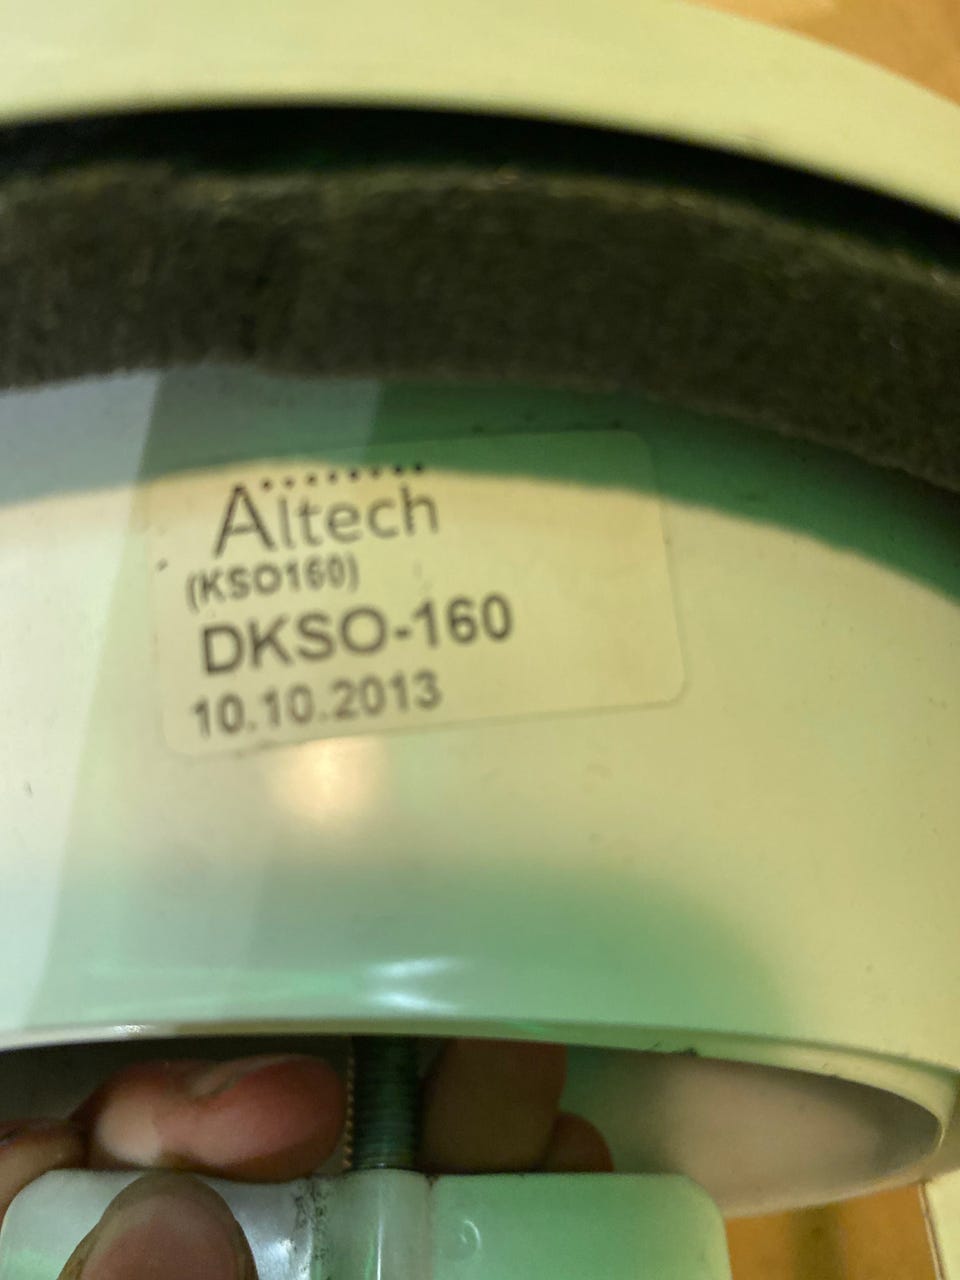 Altech
(KSO160)
DKSO-160
10.10.2013